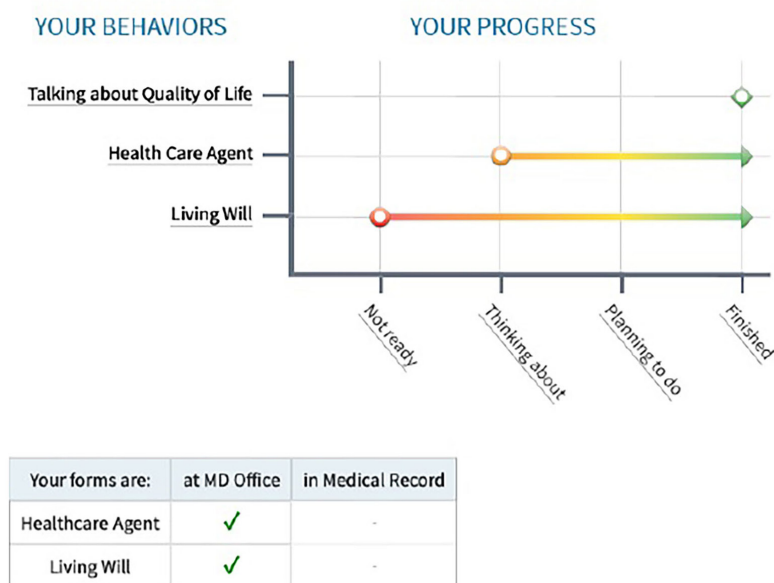 YOUR BEHAVIORS YOUR PROGRESS
Talking about Quality of Life
Health Care Agent
Living Will
Not ready
Thinking about
Planning to do
Finished
Your forms are: at MD Office in Medical Record
Healthcare Agent ✓ -
Living Will ✓ -